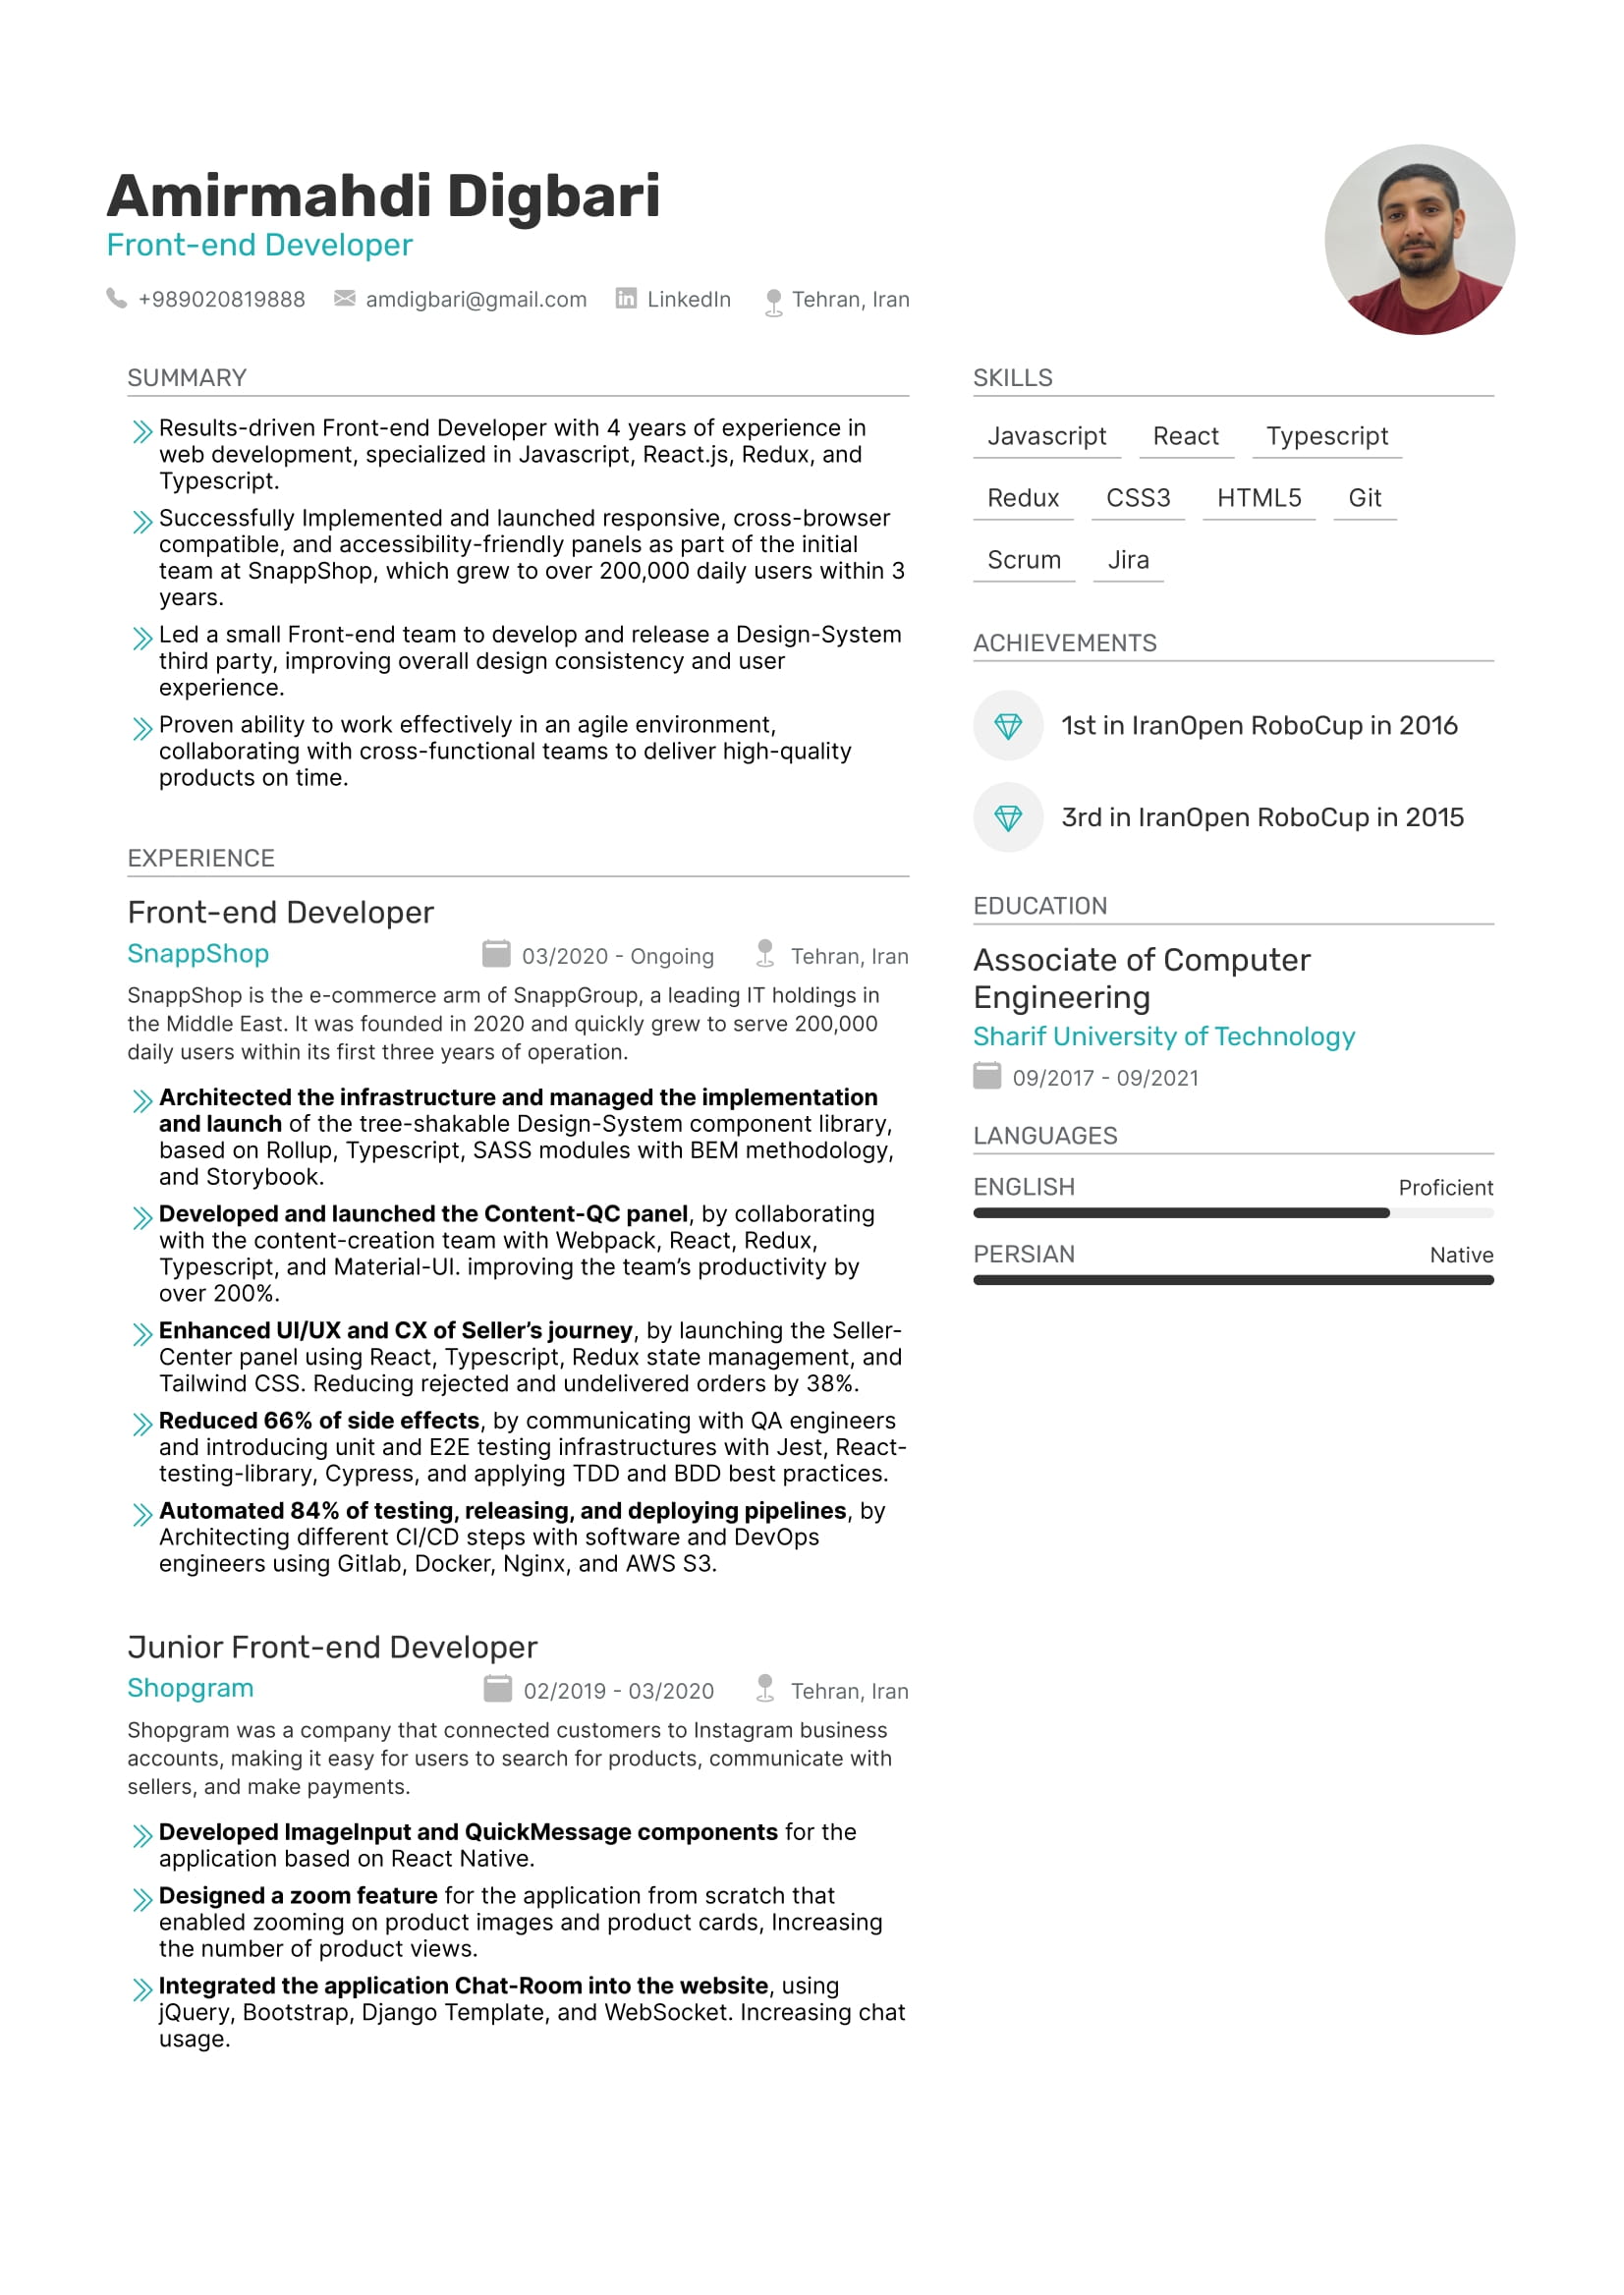 Amirmahdi Digbari
Front-end Developer
+989020819888 amdigbari@gmail.com LinkedIn Tehran, Iran
SUMMARY
Results-driven Front-end Developer with 4 years of experience in
web development, specialized in Javascript, React.js, Redux, and
Typescript.
Successfully Implemented and launched responsive, cross-browser
compatible, and accessibility-friendly panels as part of the initial
team at SnappShop, which grew to over 200,000 daily users within 3
years.
Led a small Front-end team to develop and release a Design-System
third party, improving overall design consistency and user
experience.
Proven ability to work effectively in an agile environment,
collaborating with cross-functional teams to deliver high-quality
products on time.
EXPERIENCE
Front-end Developer
SnappShop 03/2020 - Ongoing Tehran, Iran
SnappShop is the e-commerce arm of SnappGroup, a leading IT holdings in
the Middle East. It was founded in 2020 and quickly grew to serve 200,000
daily users within its first three years of operation.
Architected the infrastructure and managed the implementation
and launch of the tree-shakable Design-System component library,
based on Rollup, Typescript, SASS modules with BEM methodology,
and Storybook.
Developed and launched the Content-QC panel, by collaborating
with the content-creation team with Webpack, React, Redux,
Typescript, and Material-UI. improving the team's productivity by
over 200%.
Enhanced UI/UX and CX of Seller's journey, by launching the Seller-
Center panel using React, Typescript, Redux state management, and
Tailwind CSS. Reducing rejected and undelivered orders by 38%.
Reduced 66% of side effects, by communicating with QA engineers
and introducing unit and E2E testing infrastructures with Jest, React-
testing-library, Cypress, and applying TDD and BDD best practices.
Automated 84% of testing, releasing, and deploying pipelines, by
Architecting different CI/CD steps with software and DevOps
engineers using Gitlab, Docker, Nginx, and AWS S3.
Junior Front-end Developer
Shopgram 02/2019 - 03/2020 Tehran, Iran
Shopgram was a company that connected customers to Instagram business
accounts, making it easy for users to search for products, communicate with
sellers, and make payments.
Developed ImageInput and QuickMessage components for the
application based on React Native.
Designed a zoom feature for the application from scratch that
enabled zooming on product images and product cards, Increasing
the number of product views.
Integrated the application Chat-Room into the website, using
jQuery, Bootstrap, Django Template, and WebSocket. Increasing chat
usage.
SKILLS
Javascript React Typescript
Redux CSS3 HTML5 Git
Scrum Jira
ACHIEVEMENTS
1st in IranOpen RoboCup in 2016
3rd in IranOpen RoboCup in 2015
EDUCATION
Associate of Computer
Engineering
Sharif University of Technology
09/2017 - 09/2021
LANGUAGES
ENGLISH Proficient
PERSIAN Native